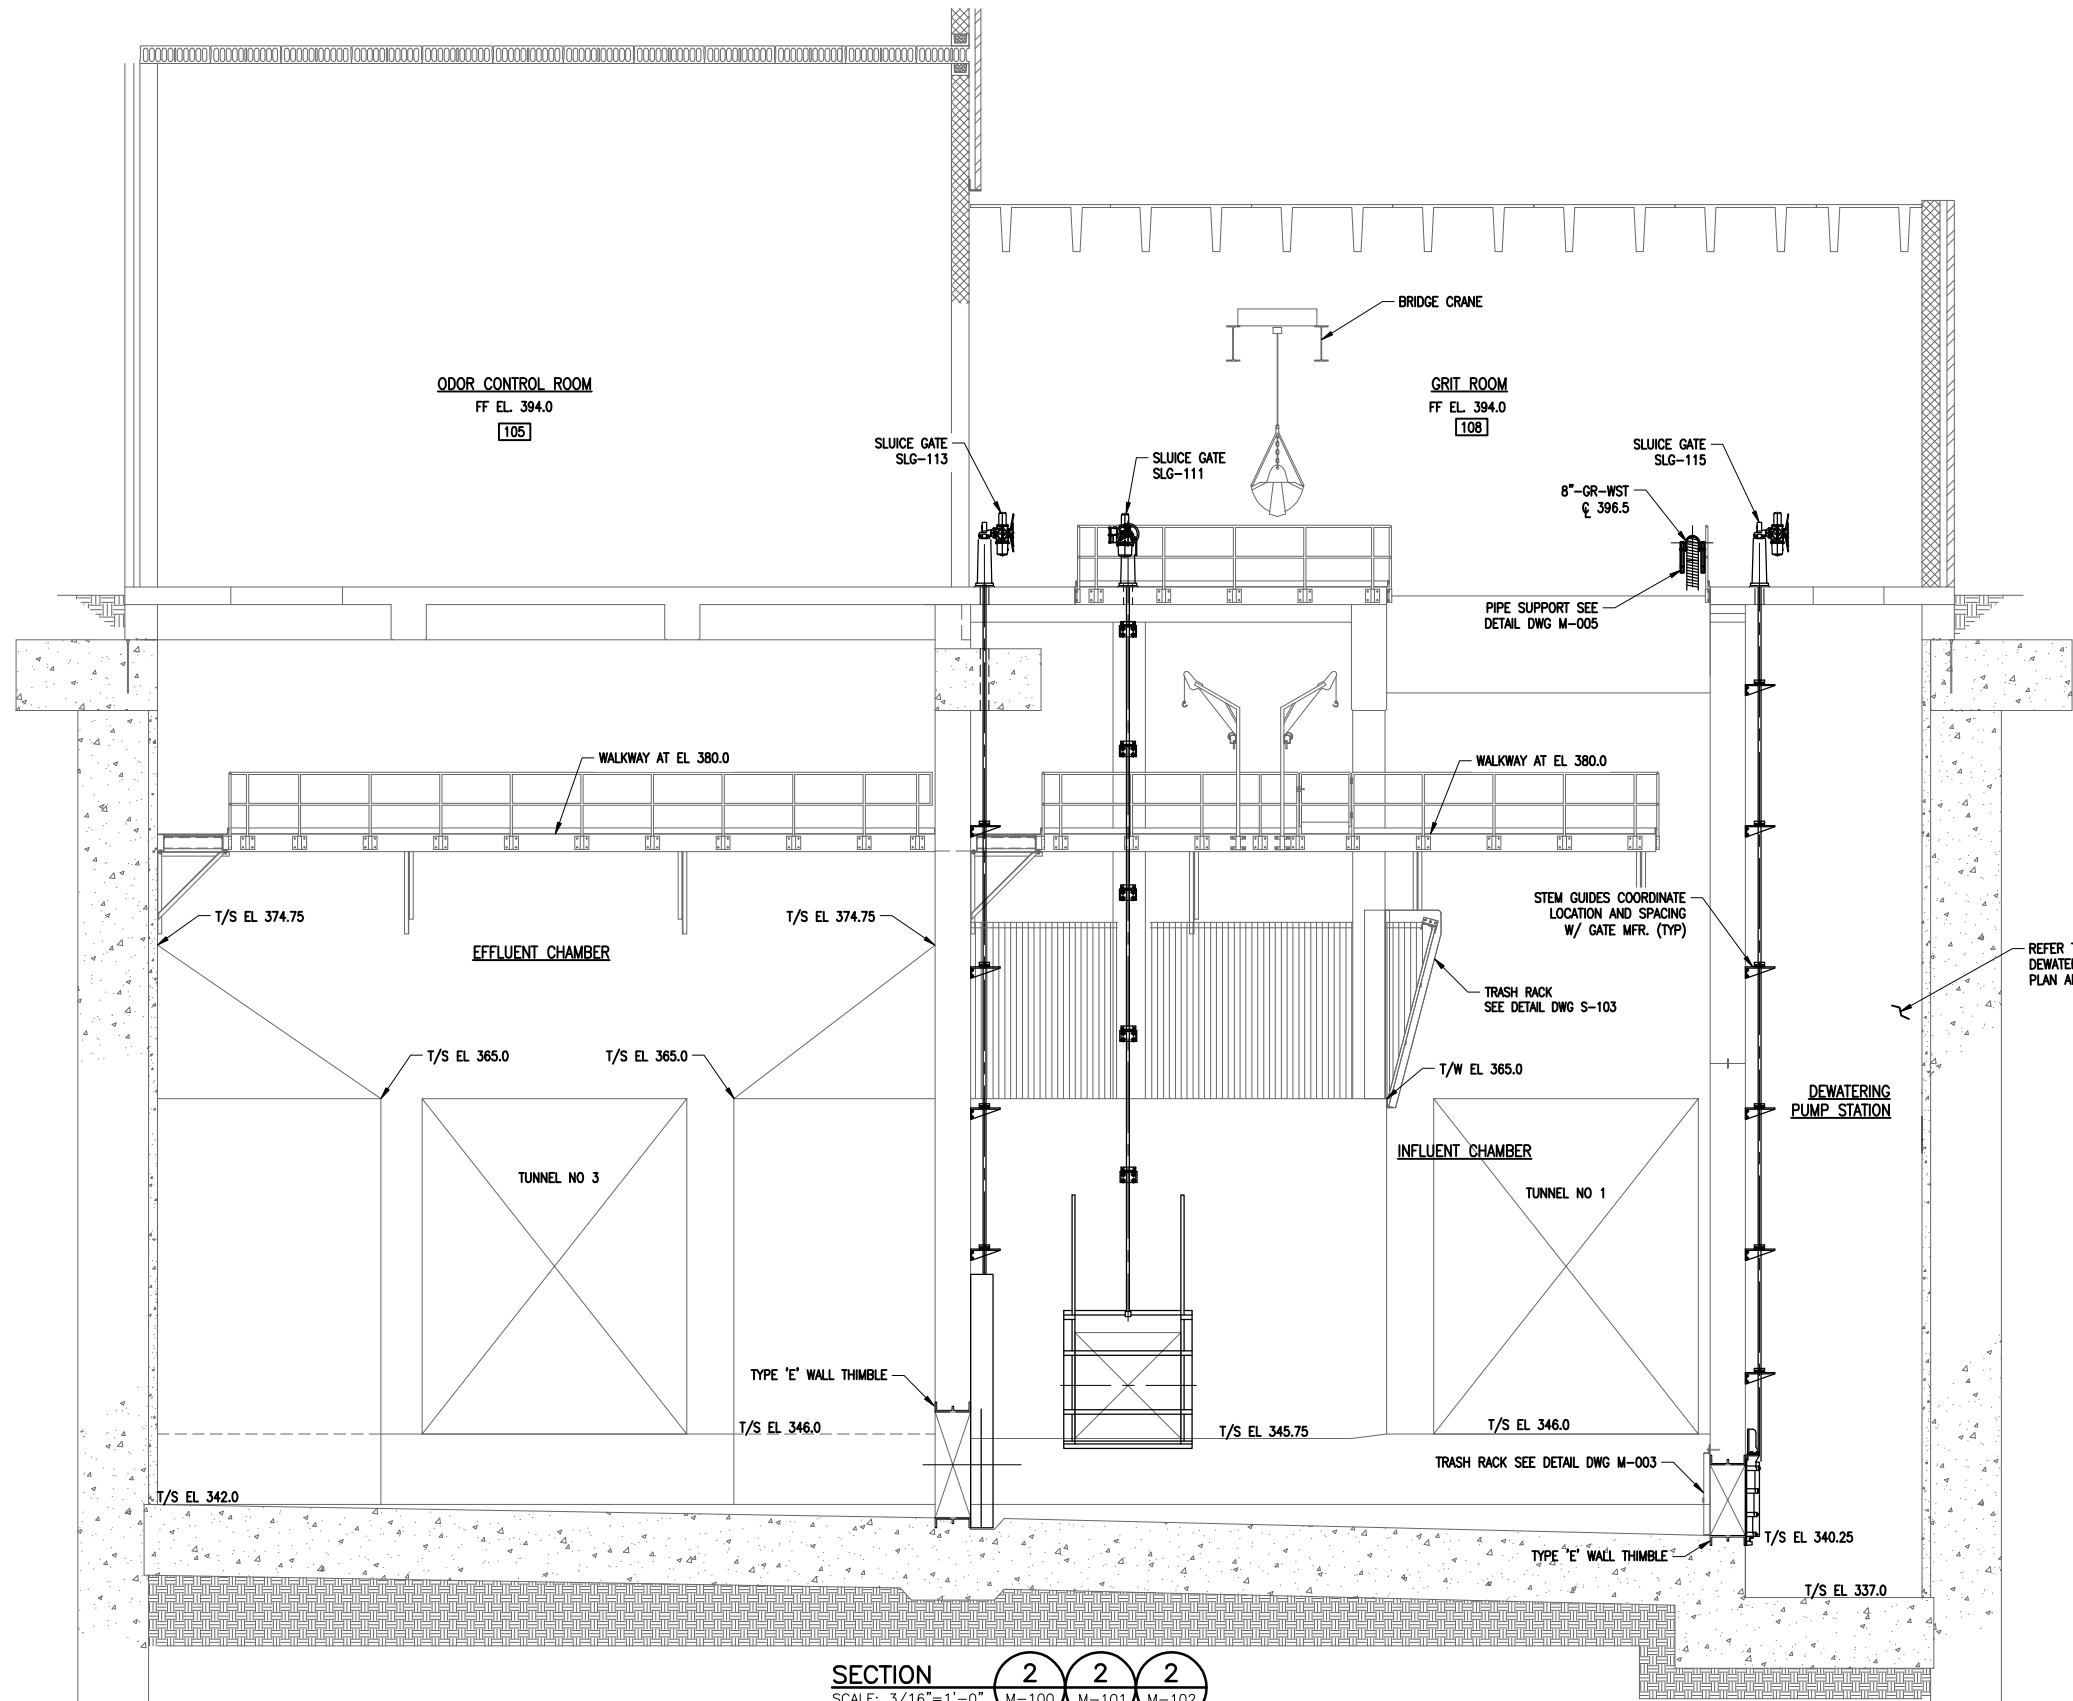 BRIDGE CRANE
ODOR CONTROL ROOM
FF EL. 394.0
105
GRIT ROOM
FF EL. 394.0
108
SLUICE GATE
SLG-113
SLUICE GATE
SLG-111
SLUICE GATE
SLG-115
8"-GR-WST
℄ 396.5
PIPE SUPPORT SEE
DETAIL DWG M-005
WALKWAY AT EL 380.0
WALKWAY AT EL 380.0
STEM GUIDES COORDINATE
LOCATION AND SPACING
W/ GATE MFR. (TYP)
T/S EL 374.75
T/S EL 374.75
EFFLUENT CHAMBER
REFER
DEWATE
PLAN A
TRASH RACK
SEE DETAIL DWG S-103
T/S EL 365.0
T/S EL 365.0
T/W EL 365.0
DEWATERING
PUMP STATION
INFLUENT CHAMBER
TUNNEL NO 3
TUNNEL NO 1
TYPE 'E' WALL THIMBLE
T/S EL 346.0
T/S EL 345.75
T/S EL 346.0
TRASH RACK SEE DETAIL DWG M-003
T/S EL 342.0
T/S EL 340.25
TYPE 'E' WALL THIMBLE
T/S EL 337.0
SECTION
SCALE: 3/16"=1'-0"
2
M-100
2
M-101
2
M-102